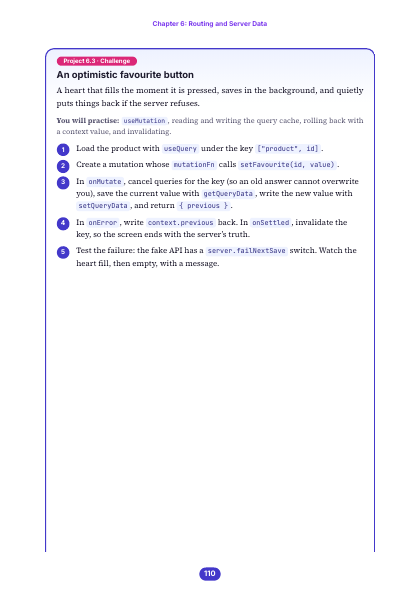 Chapter 6: Routing and Server Data
Project 6.3 · Challenge
An optimistic favourite button
A heart that fills the moment it is pressed, saves in the background, and quietly
puts things back if the server refuses.
You will practise: useMutation, reading and writing the query cache, rolling back with
a context value, and invalidating.
1 Load the product with useQuery under the key ["product", id].
2 Create a mutation whose mutationFn calls setFavourite(id, value).
3 In onMutate, cancel queries for the key (so an old answer cannot overwrite
you), save the current value with getQueryData, write the new value with
setQueryData, and return { previous }.
4 In onError, write context.previous back. In onSettled, invalidate the
key, so the screen ends with the server's truth.
5 Test the failure: the fake API has a server.failNextSave switch. Watch the
heart fill, then empty, with a message.
110